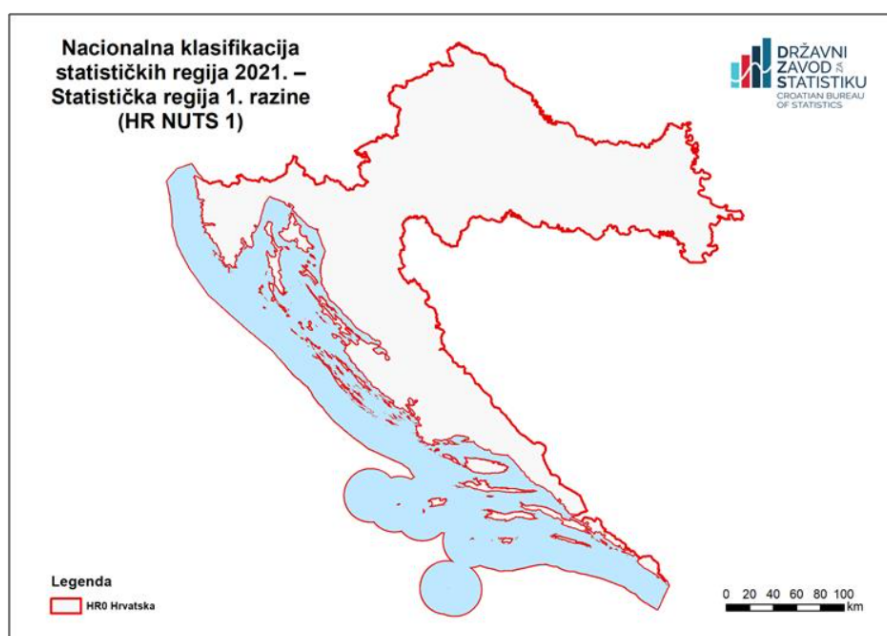 Nacionalna klasifikacija
statističkih regija 2021. –
Statistička regija 1. razine
(HR NUTS 1)
DRŽAVNI
ZAVOD ZA
STATISTIKU
CROATIAN BUREAU
OF STATISTICS
Legenda
HR0 Hrvatska
0 20 40 60 80 100
km